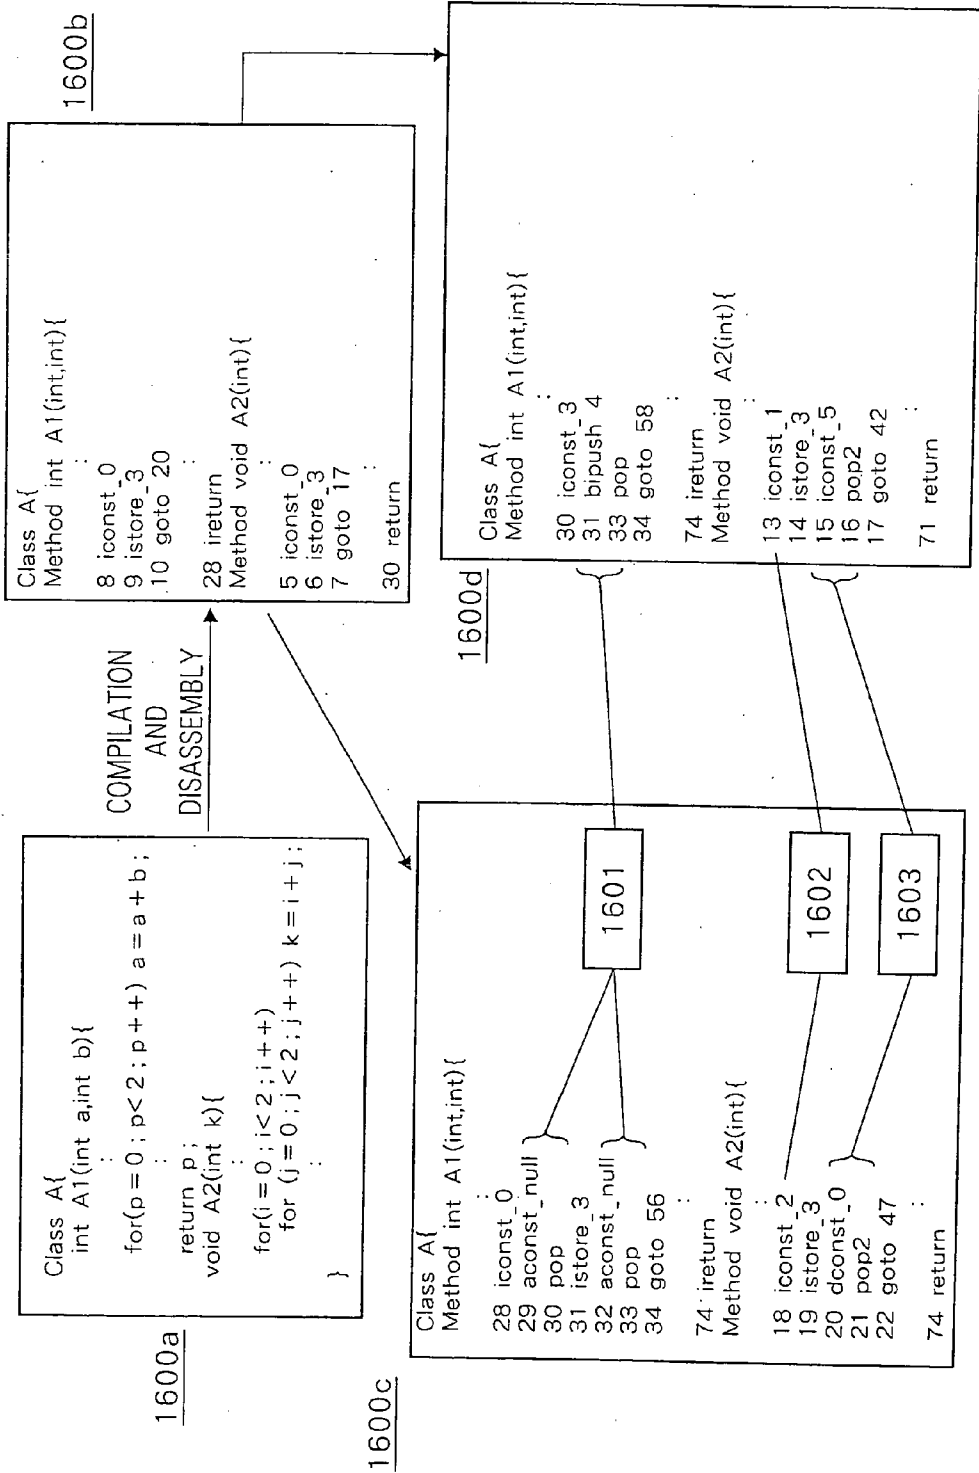 1600a
Class A{
int A1(int a,int b){
:
for(p=0;p<2;p++) a=a+b;
:
return p;
void A2(int k){
:
for(i=0;i<2;i++)
for (j=0;j<2;j++) k=i+j;
:
}
COMPILATION
AND
DISASSEMBLY
1600b
Class A{
Method int A1(int,int){
:
8 iconst_0
9 istore_3
10 goto 20
:
28 ireturn
Method void A2(int){
:
5 iconst_0
6 istore_3
7 goto 17
:
30 return
1600c
Class A{
Method int A1(int,int){
:
28 iconst_0
29 aconst_null
30 pop
31 istore_3
32 aconst_null
33 pop
34 goto 56
:
74 ireturn
Method void A2(int){
:
18 iconst_2
19 istore_3
20 dconst_0
21 pop2
22 goto 47
:
74 return
1601
1602
1603
1600d
Class A{
Method int A1(int,int){
:
30 iconst_3
31 bipush 4
33 pop
34 goto 58
:
74 ireturn
Method void A2(int){
:
13 iconst_1
14 istore_3
15 iconst_5
16 pop2
17 goto 42
:
71 return